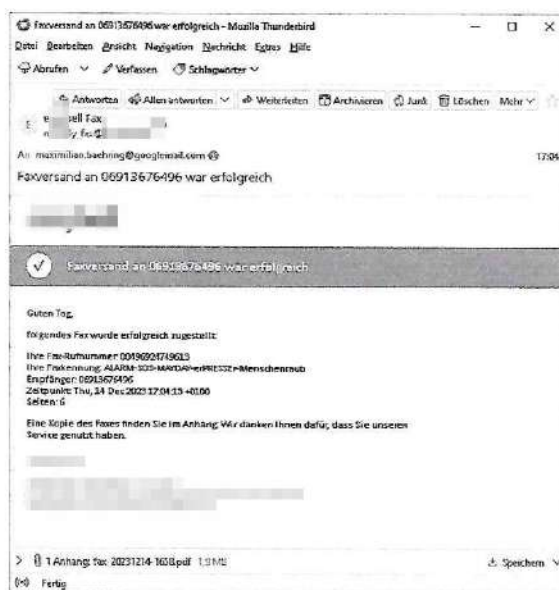 Faxversand an 06913676496 war erfolgreich - Mozilla Thunderbird
Datei Bearbeiten Ansicht Navigation Nachricht Extras Hilfe
Abrufen Verfassen Schlagwörter
Antworten Allen antworten Weiterleiten Archivieren Junk Löschen Mehr
sell Fax
An maximilian.baehring@googlemail.com 17:04
Faxversand an 06913676496 war erfolgreich
Faxversand an 06913676496 war erfolgreich
Guten Tag,
folgendes Fax wurde erfolgreich zugestellt:
Ihre Fax-Rufnummer: 00496924749613
Ihre Faxkennung: ALARM-SOS-MAYDAY-erPRESSEr-Menschenraub
Empfänger: 06913676496
Zeitpunkt: Thu, 14 Dec 2023 17:04:13 +0100
Seiten: 6
Eine Kopie des Faxes finden Sie im Anhang. Wir danken Ihnen dafür, dass Sie unseren
Service genutzt haben.
1 Anhang: fax-20231214-1658.pdf 1,9 MB Speichern
Fertig